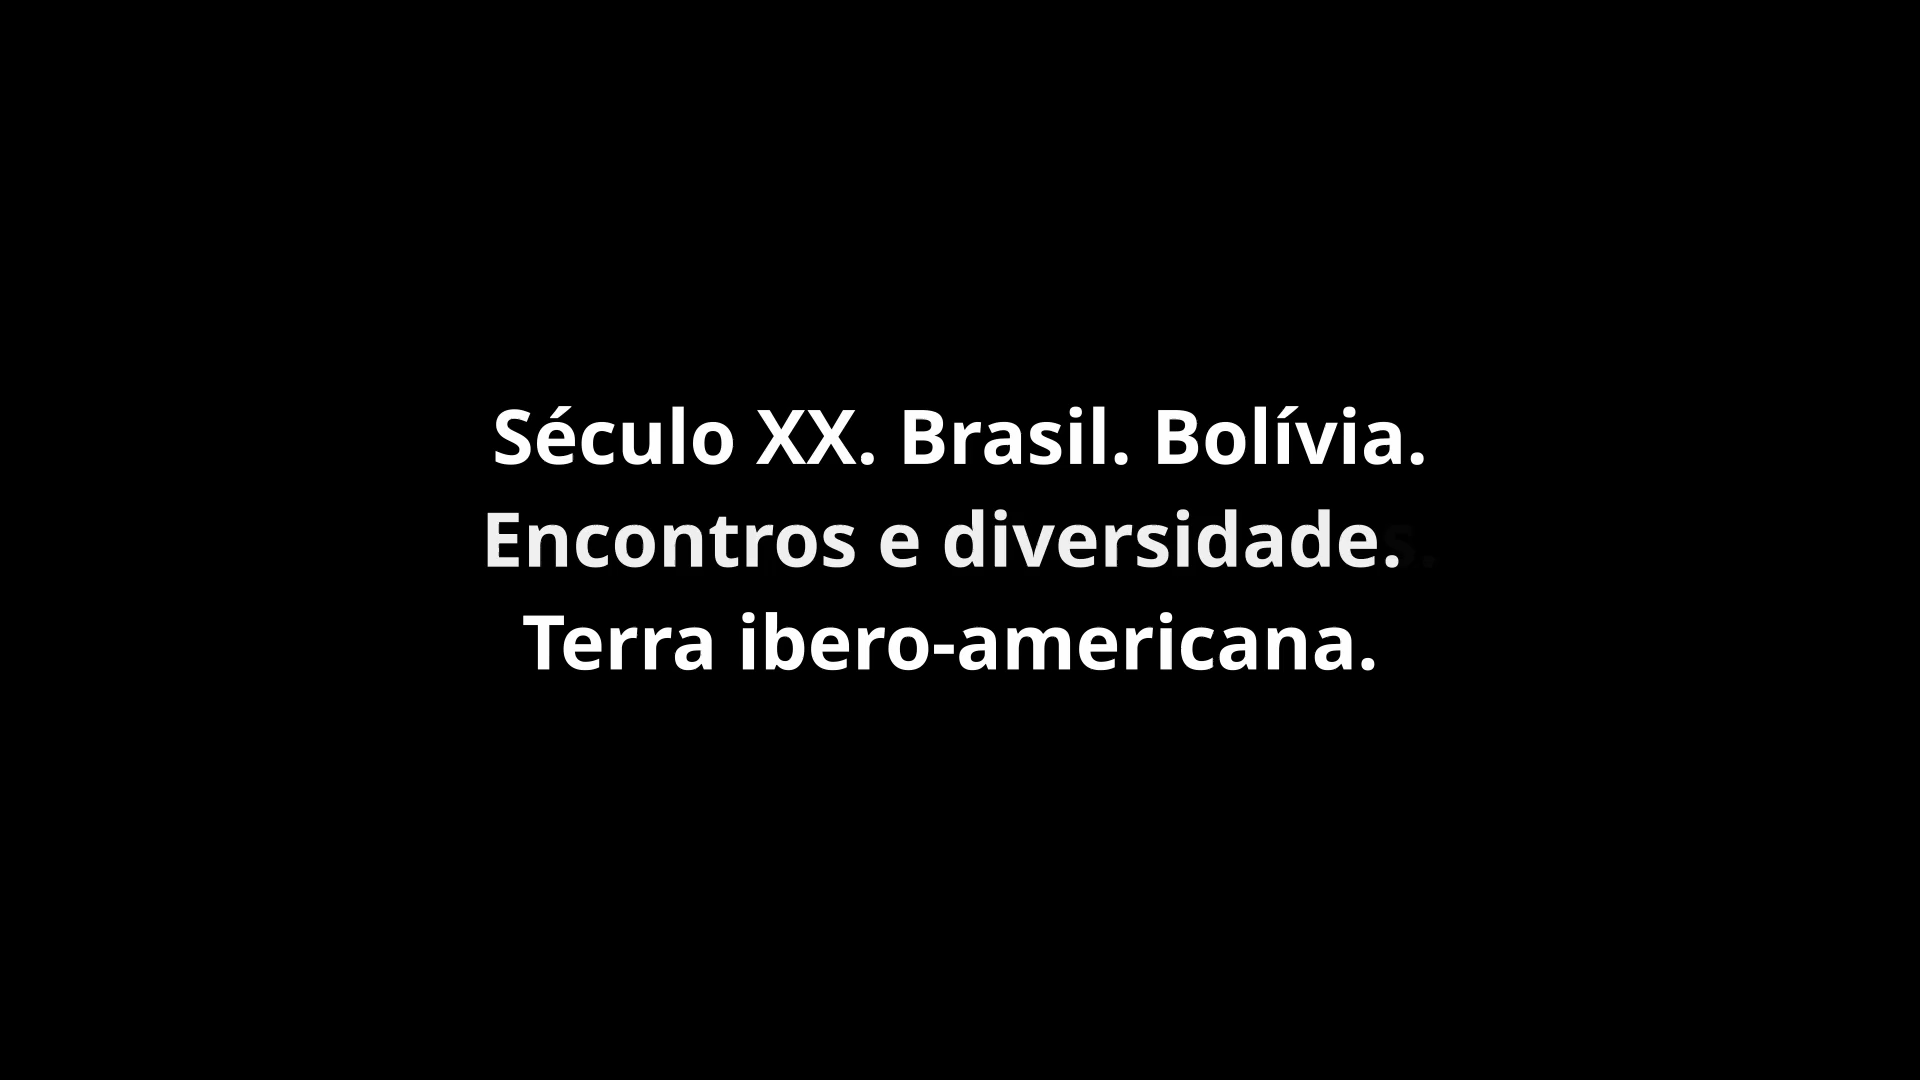 Século XX. Brasil. Bolívia.
Encontros e diversidade.
Terra ibero-americana.